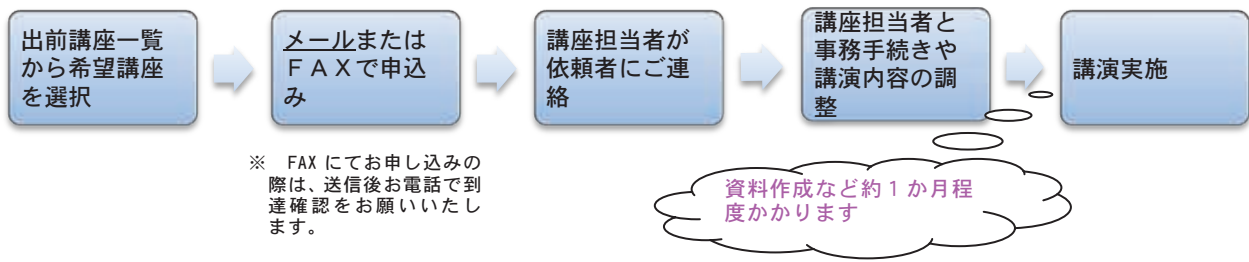 出前講座一覧
から希望講座
を選択
メールまたは
ＦＡＸで申込
み
講座担当者が
依頼者にご連
絡
講座担当者と
事務手続きや
講演内容の調
整
講演実施
※　FAX にてお申し込みの
際は、送信後お電話で到
達確認をお願いいたし
ます。
資料作成など約１か月程
度かかります